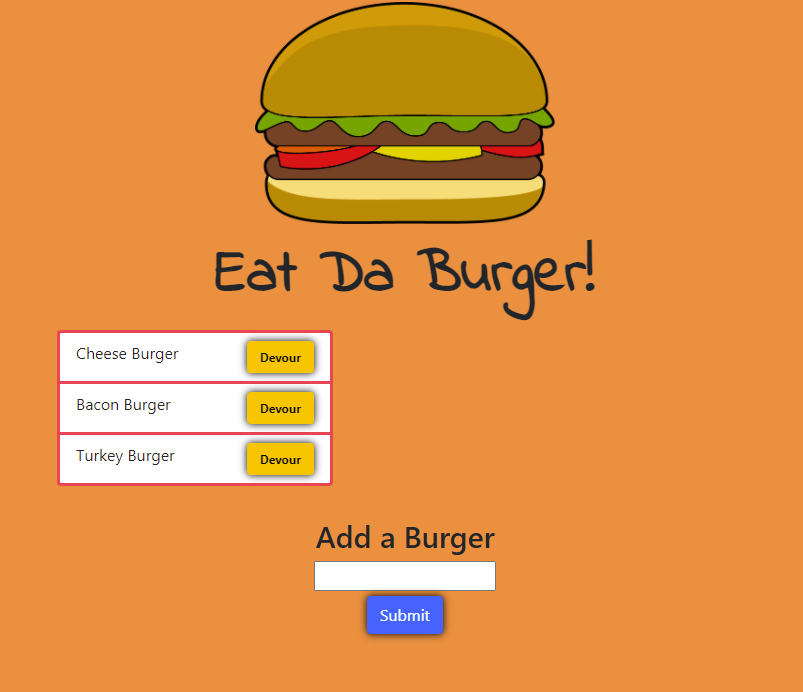 Eat Da Burger!
Cheese Burger Devour
Bacon Burger Devour
Turkey Burger Devour
Add a Burger
Submit